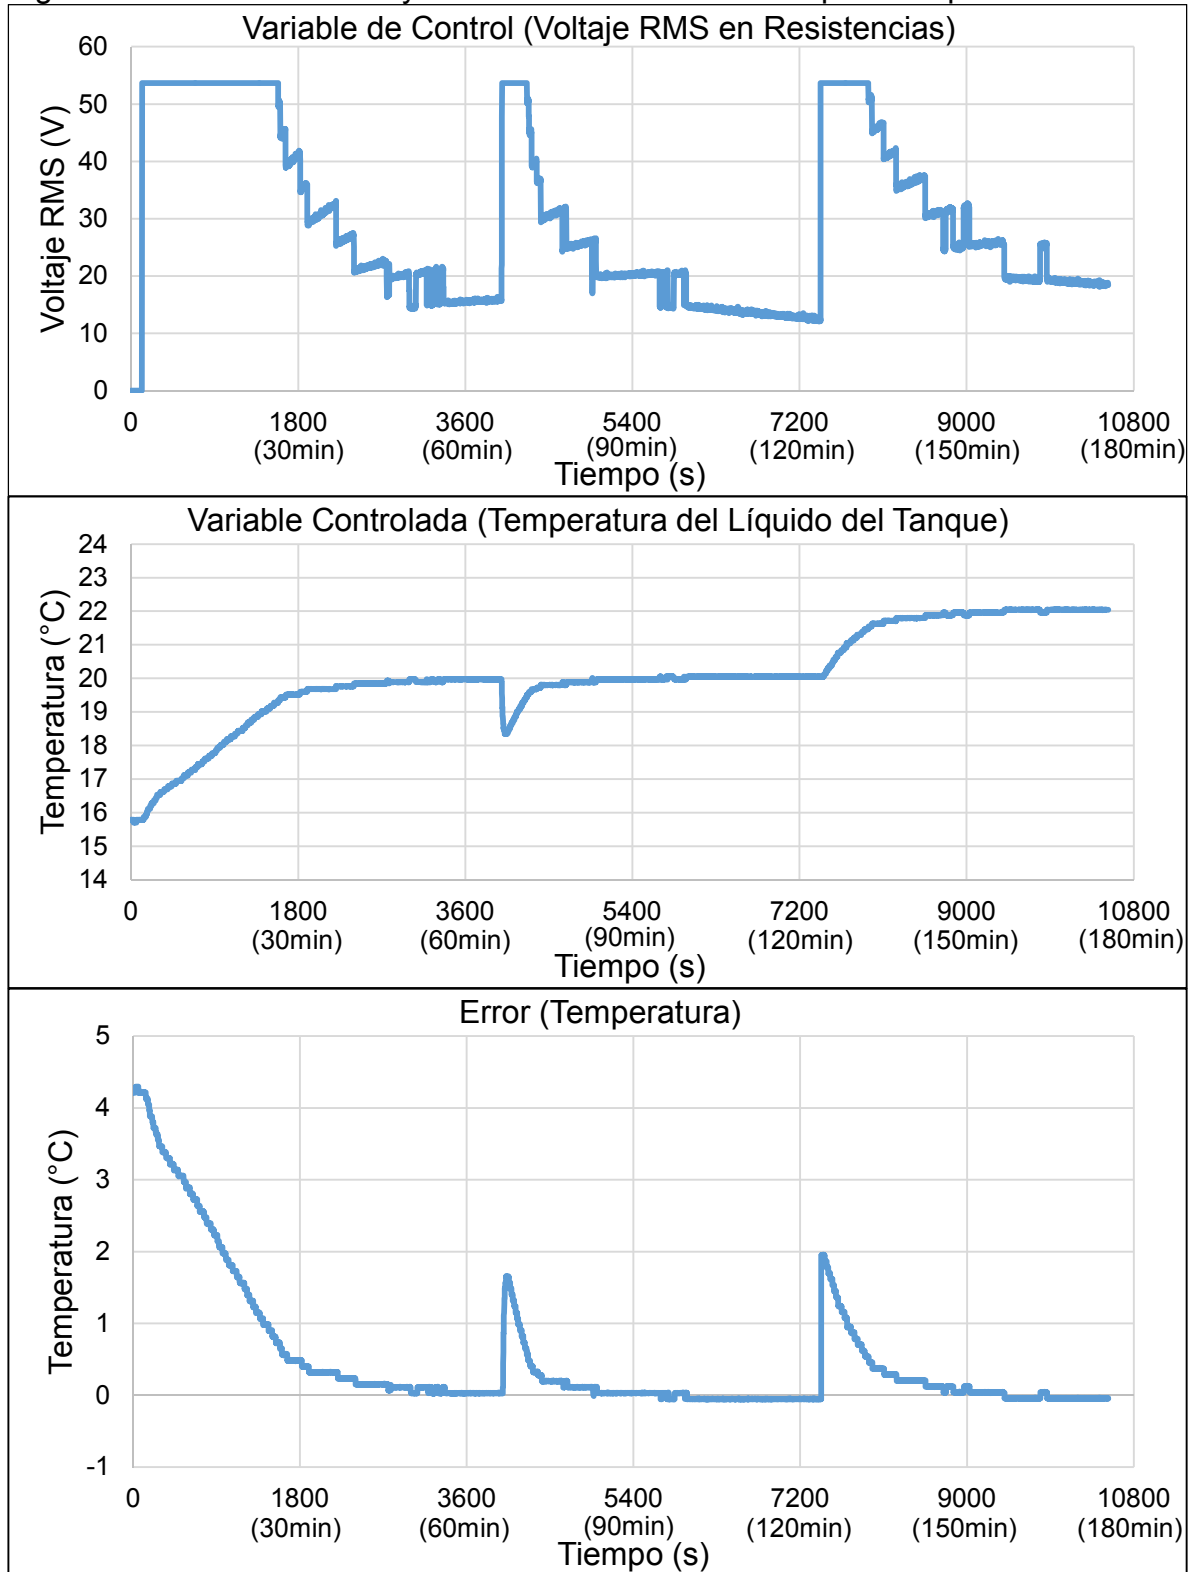 Variable de Control (Voltaje RMS en Resistencias)
60
50
40
30
20
10
0
Voltaje RMS (V)
0 1800 3600 5400 7200 9000 10800
(30min) (60min) (90min) (120min) (150min) (180min)
Tiempo (s)
Variable Controlada (Temperatura del Líquido del Tanque)
24
23
22
21
20
19
18
17
16
15
14
Temperatura (°C)
0 1800 3600 5400 7200 9000 10800
(30min) (60min) (90min) (120min) (150min) (180min)
Tiempo (s)
Error (Temperatura)
5
4
3
2
1
0
-1
Temperatura (°C)
0 1800 3600 5400 7200 9000 10800
(30min) (60min) (90min) (120min) (150min) (180min)
Tiempo (s)